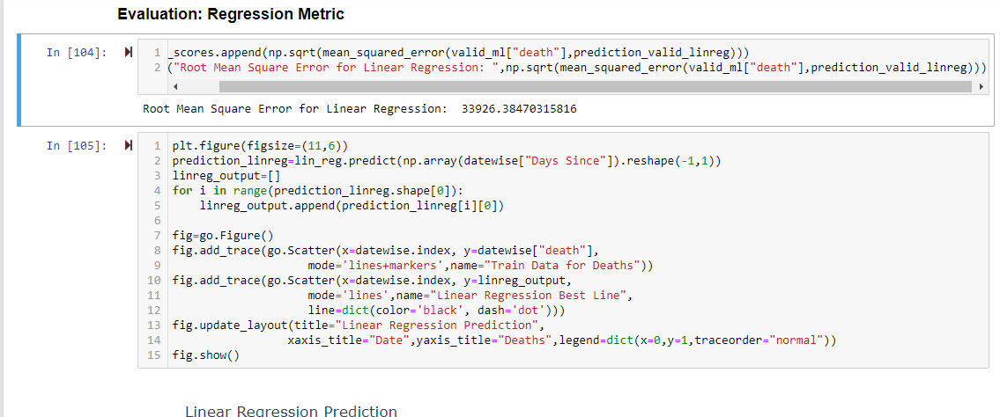 Evaluation: Regression Metric
In [104]:
1 _scores.append(np.sqrt(mean_squared_error(valid_ml["death"],prediction_valid_linreg)))
2 ("Root Mean Square Error for Linear Regression: ",np.sqrt(mean_squared_error(valid_ml["death"],prediction_valid_linreg)))
Root Mean Square Error for Linear Regression:  33926.38470315816
In [105]:
1 plt.figure(figsize=(11,6))
2 prediction_linreg=lin_reg.predict(np.array(datewise["Days Since"]).reshape(-1,1))
3 linreg_output=[]
4 for i in range(prediction_linreg.shape[0]):
5     linreg_output.append(prediction_linreg[i][0])
6
7 fig=go.Figure()
8 fig.add_trace(go.Scatter(x=datewise.index, y=datewise["death"],
9                    mode='lines+markers',name="Train Data for Deaths"))
10 fig.add_trace(go.Scatter(x=datewise.index, y=linreg_output,
11                    mode='lines',name="Linear Regression Best Line",
12                    line=dict(color='black', dash='dot')))
13 fig.update_layout(title="Linear Regression Prediction",
14                 xaxis_title="Date",yaxis_title="Deaths",legend=dict(x=0,y=1,traceorder="normal"))
15 fig.show()
Linear Regression Prediction